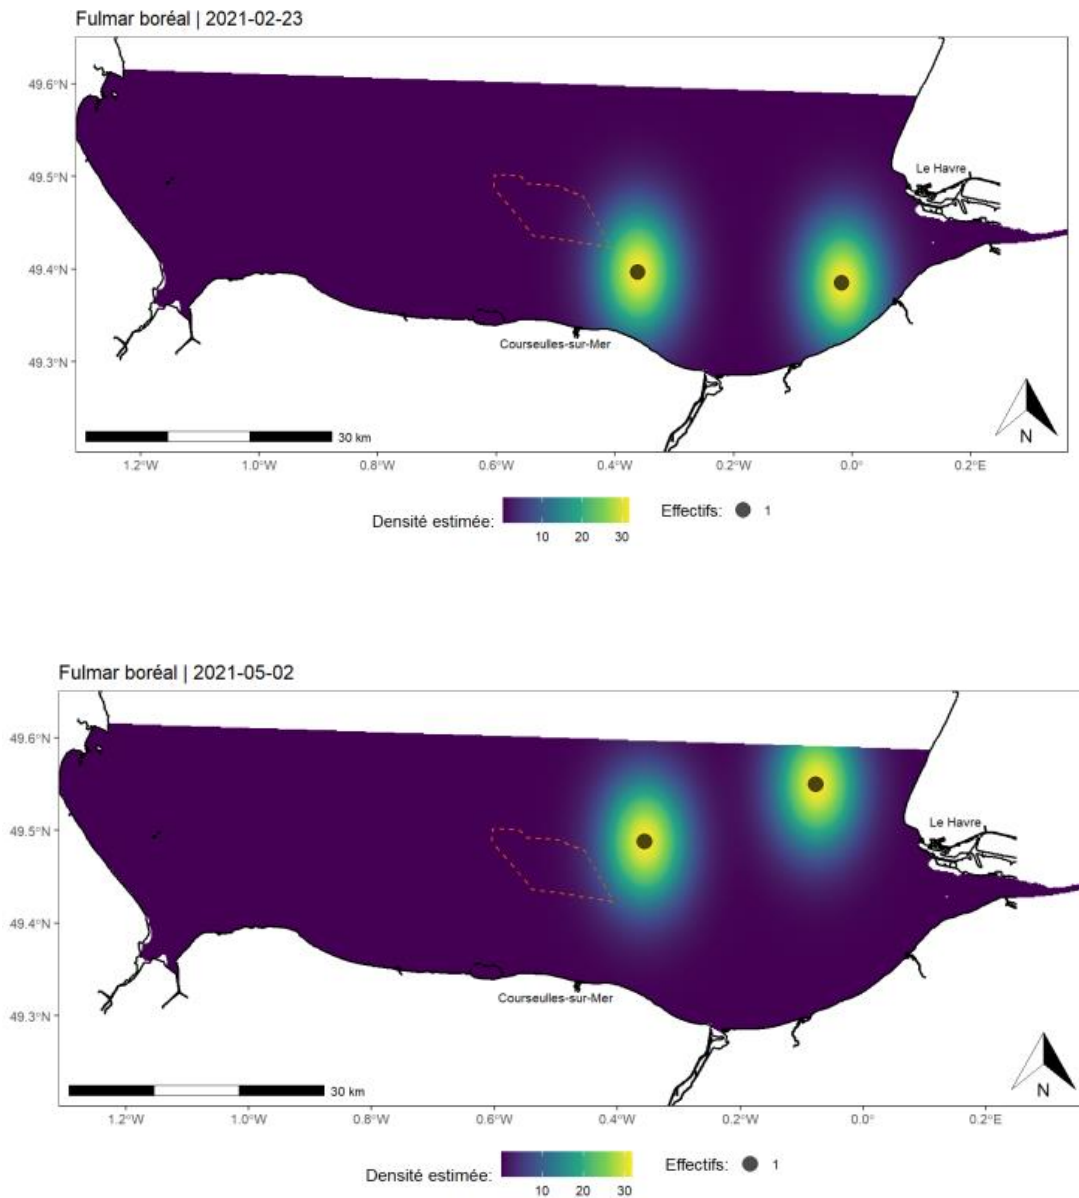 Fulmar boréal | 2021-02-23
49.6°N
49.5°N
49.4°N
49.3°N
Le Havre
Courseulles-sur-Mer
30 km
N
1.2°W 1.0°W 0.8°W 0.6°W 0.4°W 0.2°W 0.0° 0.2°E
Densité estimée: 10 20 30 Effectifs: 1
Fulmar boréal | 2021-05-02
49.6°N
49.5°N
49.4°N
49.3°N
Le Havre
Courseulles-sur-Mer
30 km
N
1.2°W 1.0°W 0.8°W 0.6°W 0.4°W 0.2°W 0.0° 0.2°E
Densité estimée: 10 20 30 Effectifs: 1